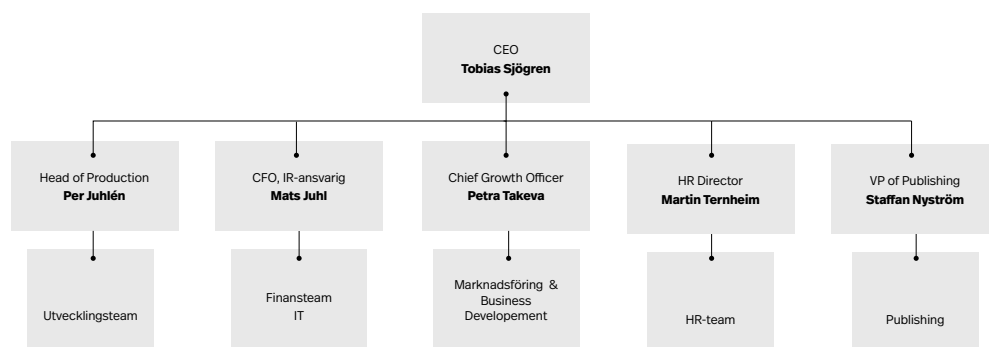 CEO
Tobias Sjögren
Head of Production
Per Juhlén
CFO, IR-ansvarig
Mats Juhl
Chief Growth Officer
Petra Takeva
HR Director
Martin Ternheim
VP of Publishing
Staffan Nyström
Utvecklingsteam
Finansteam
IT
Marknadsföring &
Business
Developement
HR-team
Publishing